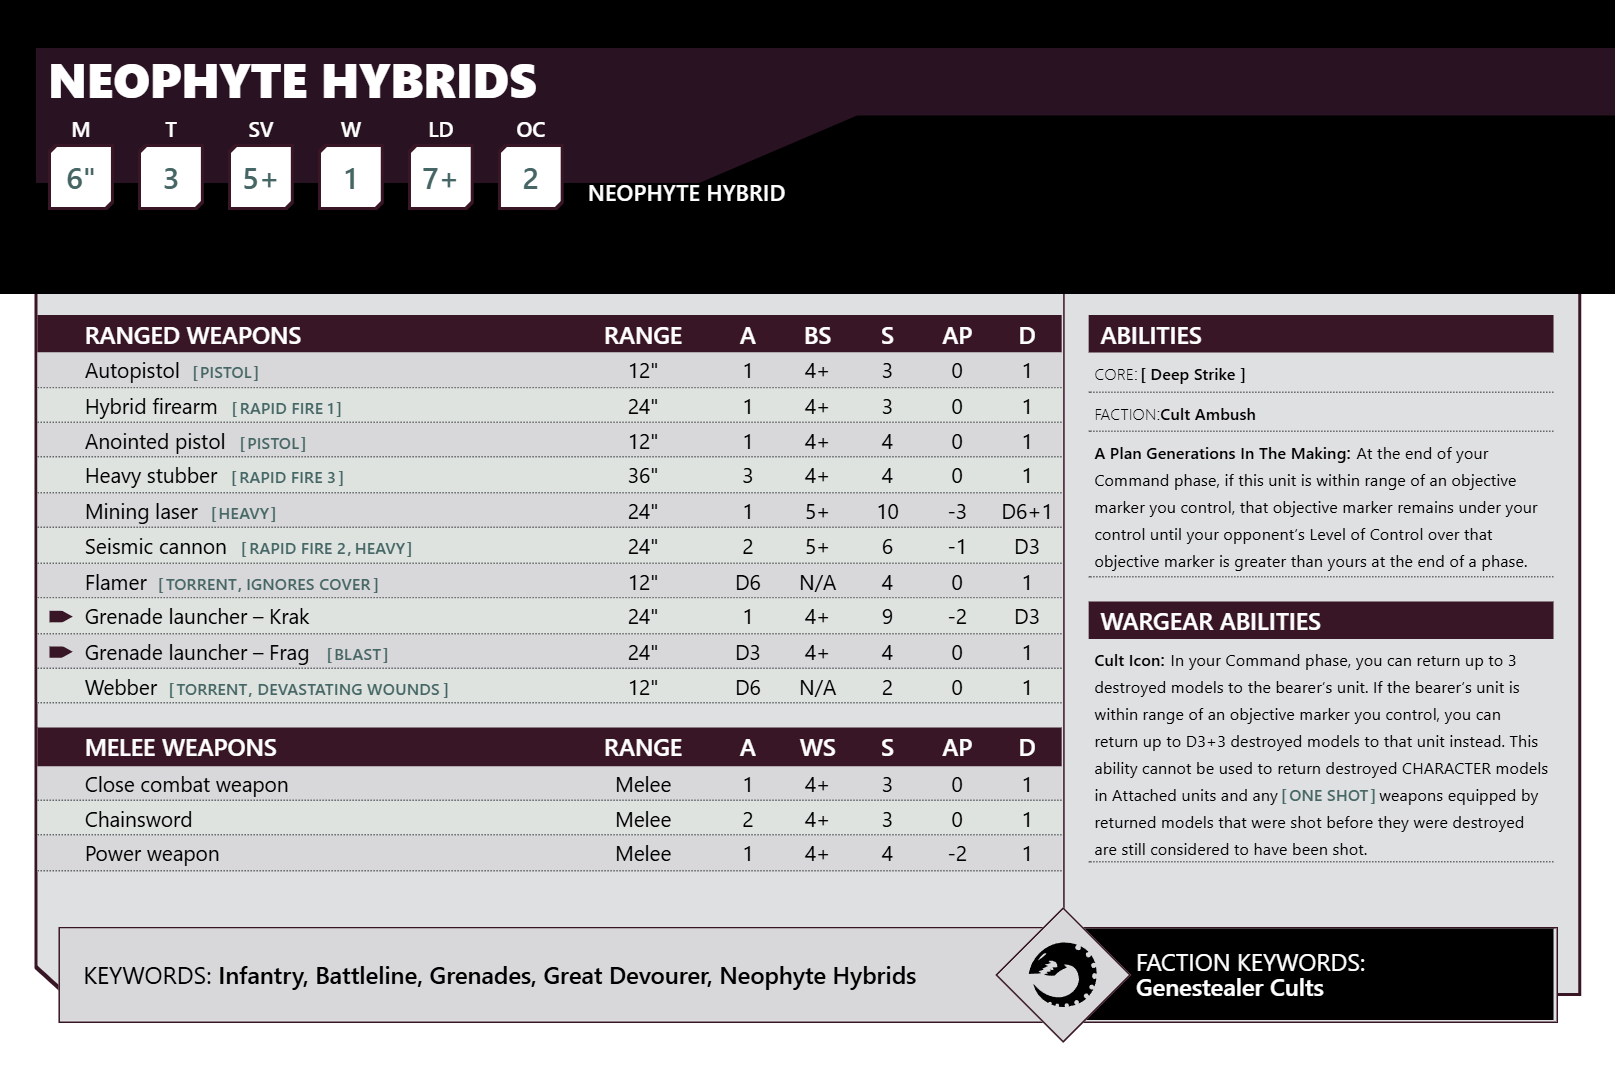 NEOPHYTE HYBRIDS
M T SV W LD OC
6" 3 5+ 1 7+ 2
NEOPHYTE HYBRID
RANGED WEAPONS RANGE A BS S AP D
Autopistol [PISTOL] 12" 1 4+ 3 0 1
Hybrid firearm [RAPID FIRE 1] 24" 1 4+ 3 0 1
Anointed pistol [PISTOL] 12" 1 4+ 4 0 1
Heavy stubber [RAPID FIRE 3] 36" 3 4+ 4 0 1
Mining laser [HEAVY] 24" 1 5+ 10 -3 D6+1
Seismic cannon [RAPID FIRE 2, HEAVY] 24" 2 5+ 6 -1 D3
Flamer [TORRENT, IGNORES COVER] 12" D6 N/A 4 0 1
Grenade launcher – Krak 24" 1 4+ 9 -2 D3
Grenade launcher – Frag [BLAST] 24" D3 4+ 4 0 1
Webber [TORRENT, DEVASTATING WOUNDS] 12" D6 N/A 2 0 1
MELEE WEAPONS RANGE A WS S AP D
Close combat weapon Melee 1 4+ 3 0 1
Chainsword Melee 2 4+ 3 0 1
Power weapon Melee 1 4+ 4 -2 1
ABILITIES
CORE: [ Deep Strike ]
FACTION:Cult Ambush
A Plan Generations In The Making: At the end of your
Command phase, if this unit is within range of an objective
marker you control, that objective marker remains under your
control until your opponent's Level of Control over that
objective marker is greater than yours at the end of a phase.
WARGEAR ABILITIES
Cult Icon: In your Command phase, you can return up to 3
destroyed models to the bearer's unit. If the bearer's unit is
within range of an objective marker you control, you can
return up to D3+3 destroyed models to that unit instead. This
ability cannot be used to return destroyed CHARACTER models
in Attached units and any [ONE SHOT] weapons equipped by
returned models that were shot before they were destroyed
are still considered to have been shot.
KEYWORDS: Infantry, Battleline, Grenades, Great Devourer, Neophyte Hybrids
FACTION KEYWORDS:
Genestealer Cults